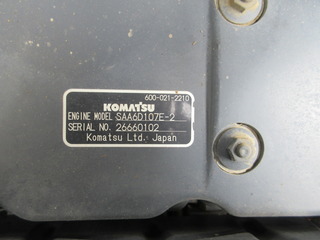 600-021-2210
KOMATSU
ENGINE MODEL SAA6D107E-2
SERIAL NO. 26660102
Komatsu Ltd. Japan